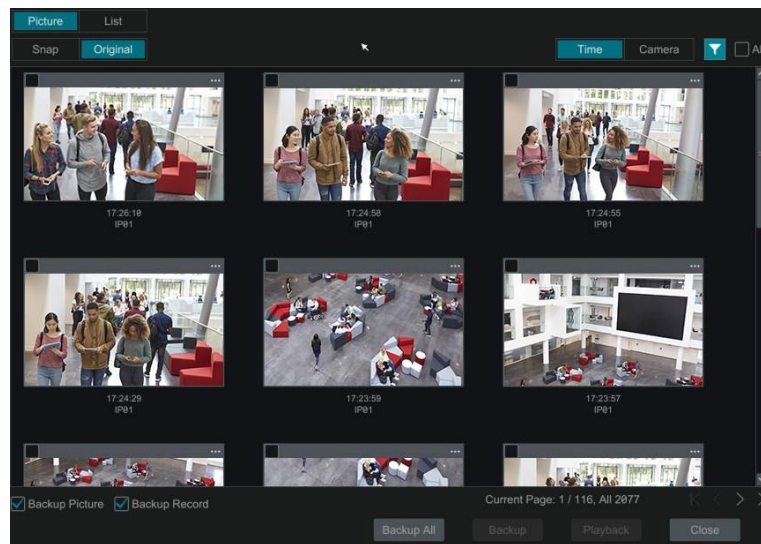 Picture List
Snap Original Time Camera
17:26:10
IP01
17:24:58
IP01
17:24:55
IP01
17:24:29
IP01
17:23:59
IP01
17:23:57
IP01
Backup Picture Backup Record Current Page: 1 / 116, All 2077
Backup All Backup Playback Close